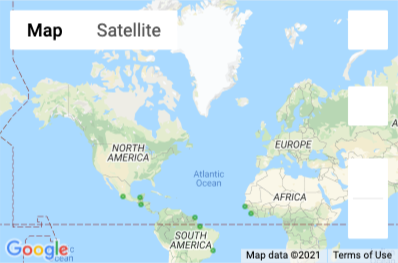 Map Satellite
NORTH
AMERICA
EUROPE
Atlantic
Ocean
AFRICA
SOUTH
AMERICA
Google
Map data ©2021 Terms of Use